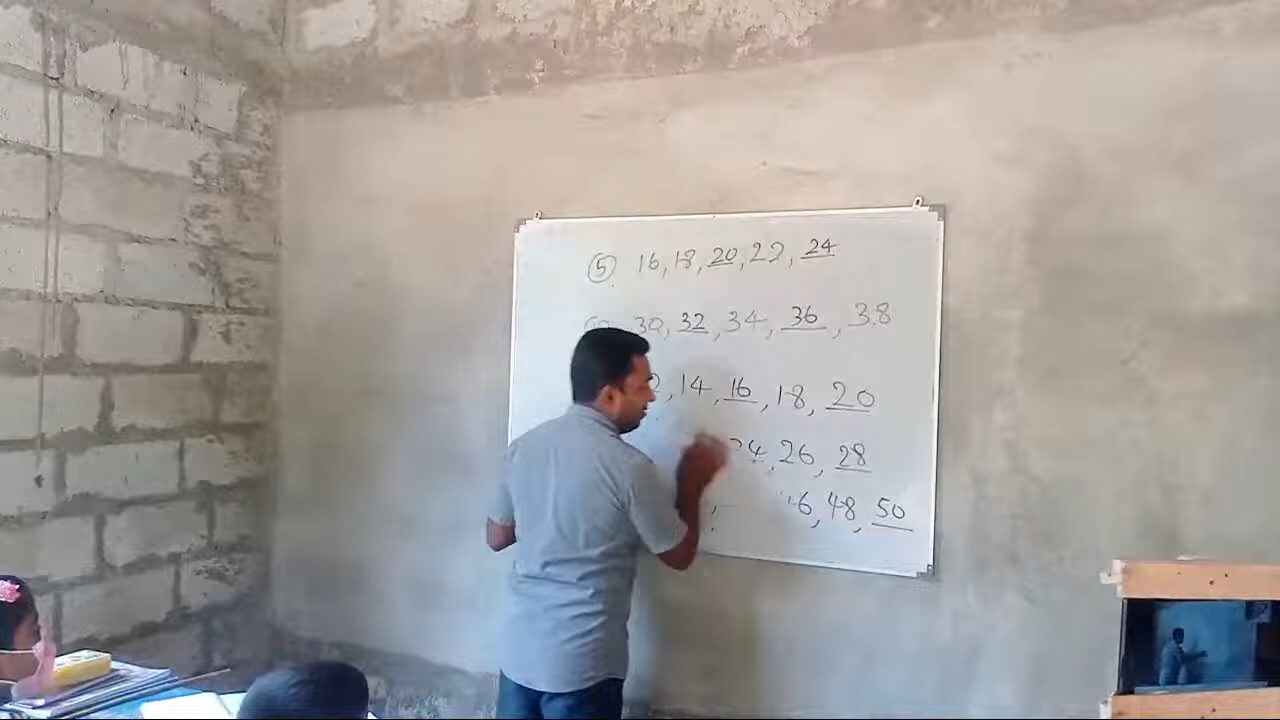 5 16, 18, 20, 22, 24
30, 32, 34, 36, 38
, 14, 16, 18, 20
24, 26, 28
6, 48, 50